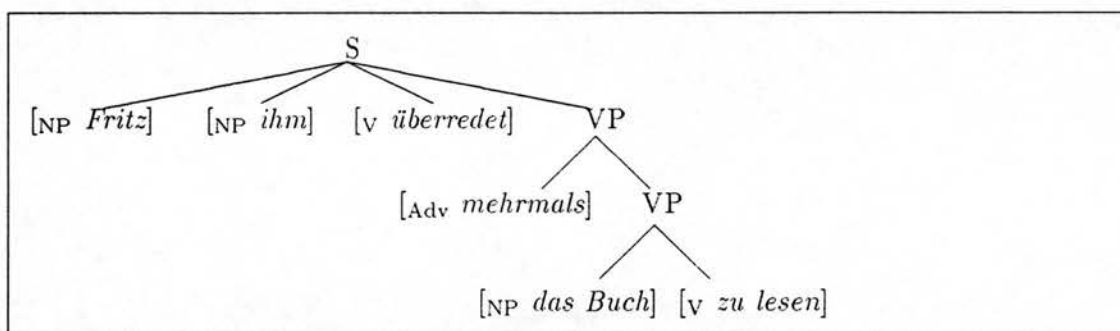 S
[NP Fritz] [NP ihm] [V überredet] VP
[Adv mehrmals] VP
[NP das Buch] [V zu lesen]